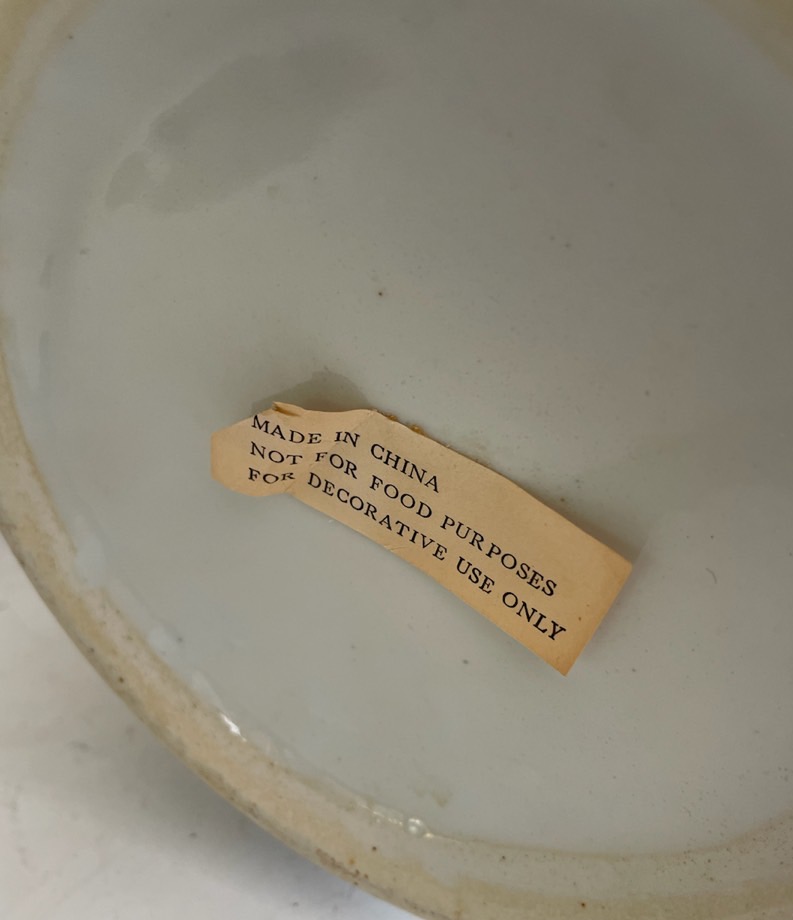 MADE IN CHINA
NOT FOR FOOD PURPOSES
FOR DECORATIVE USE ONLY